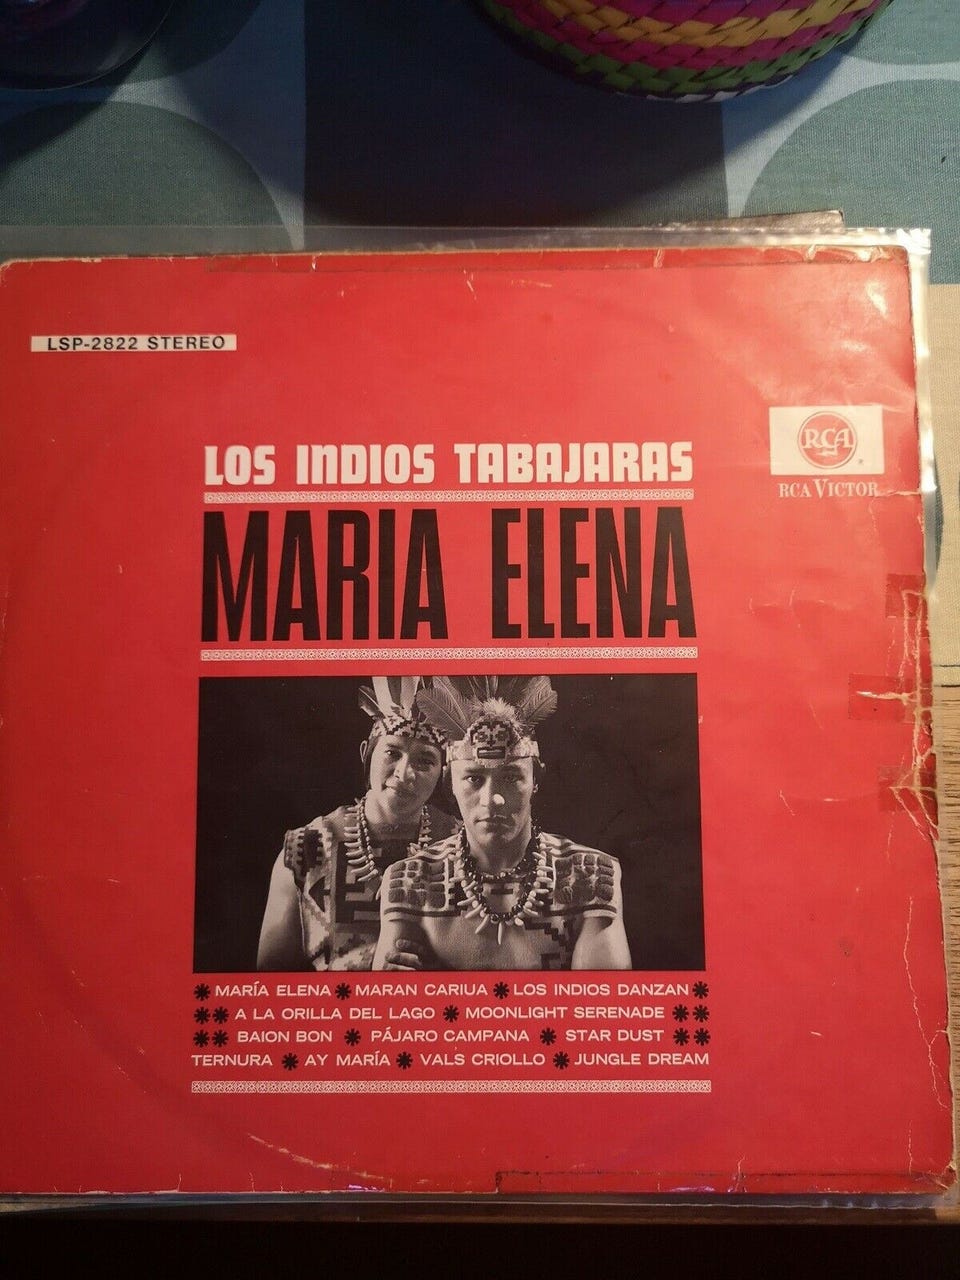 LSP-2822 STEREO
RCA
RCA VICTOR
LOS INDIOS TABAJARAS
MARIA ELENA
* MARÍA ELENA * MARAN CARIUA * LOS INDIOS DANZAN *
** A LA ORILLA DEL LAGO * MOONLIGHT SERENADE **
** BAION BON * PÁJARO CAMPANA * STAR DUST **
TERNURA * AY MARÍA * VALS CRIOLLO * JUNGLE DREAM